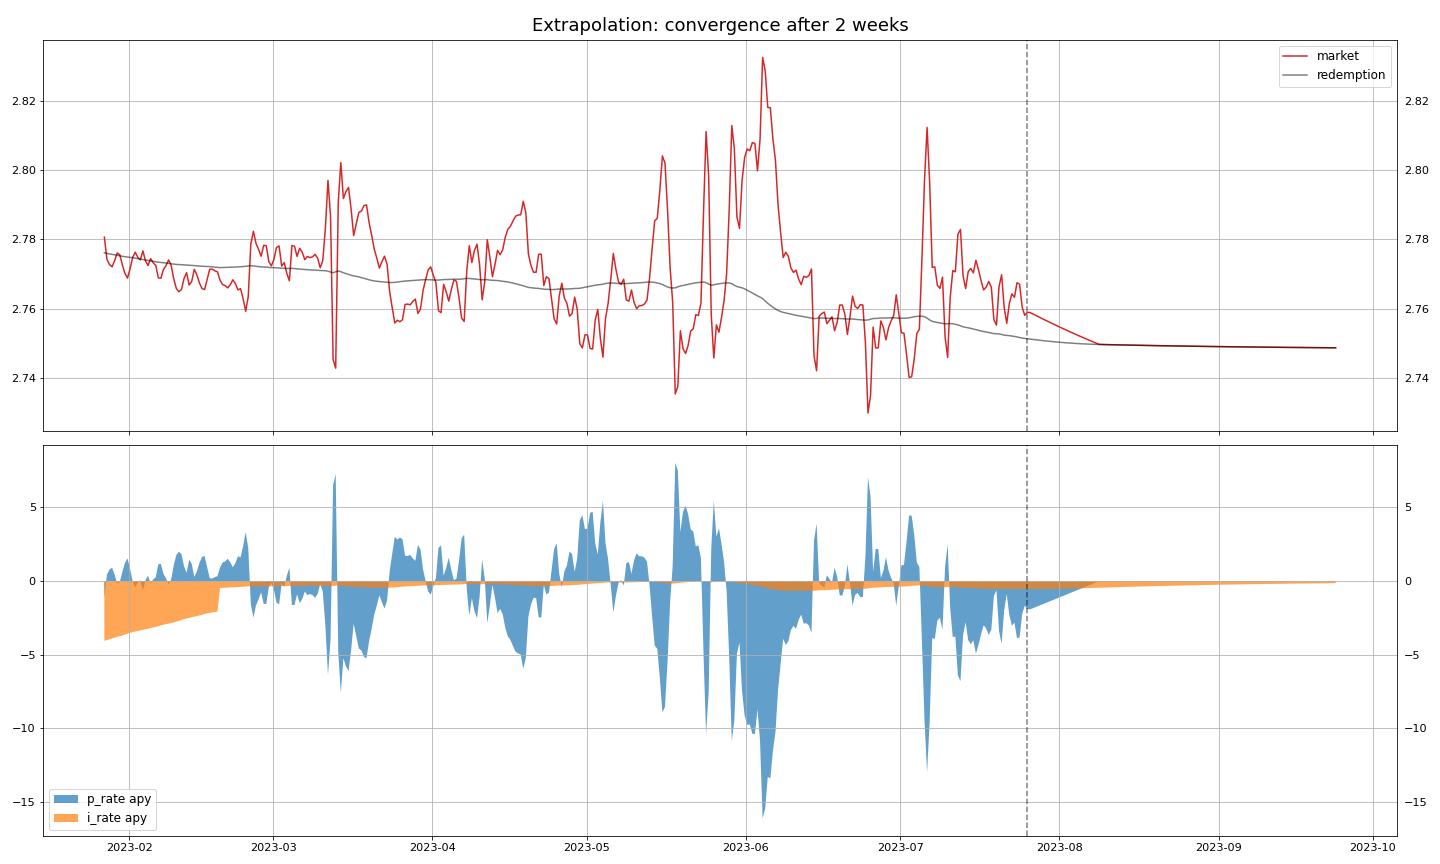 Extrapolation: convergence after 2 weeks
market
redemption
2.82 2.82
2.80 2.80
2.78 2.78
2.76 2.76
2.74 2.74
5 5
0 0
−5 −5
−10 −10
−15 −15
p_rate apy
i_rate apy
2023-02 2023-03 2023-04 2023-05 2023-06 2023-07 2023-08 2023-09 2023-10